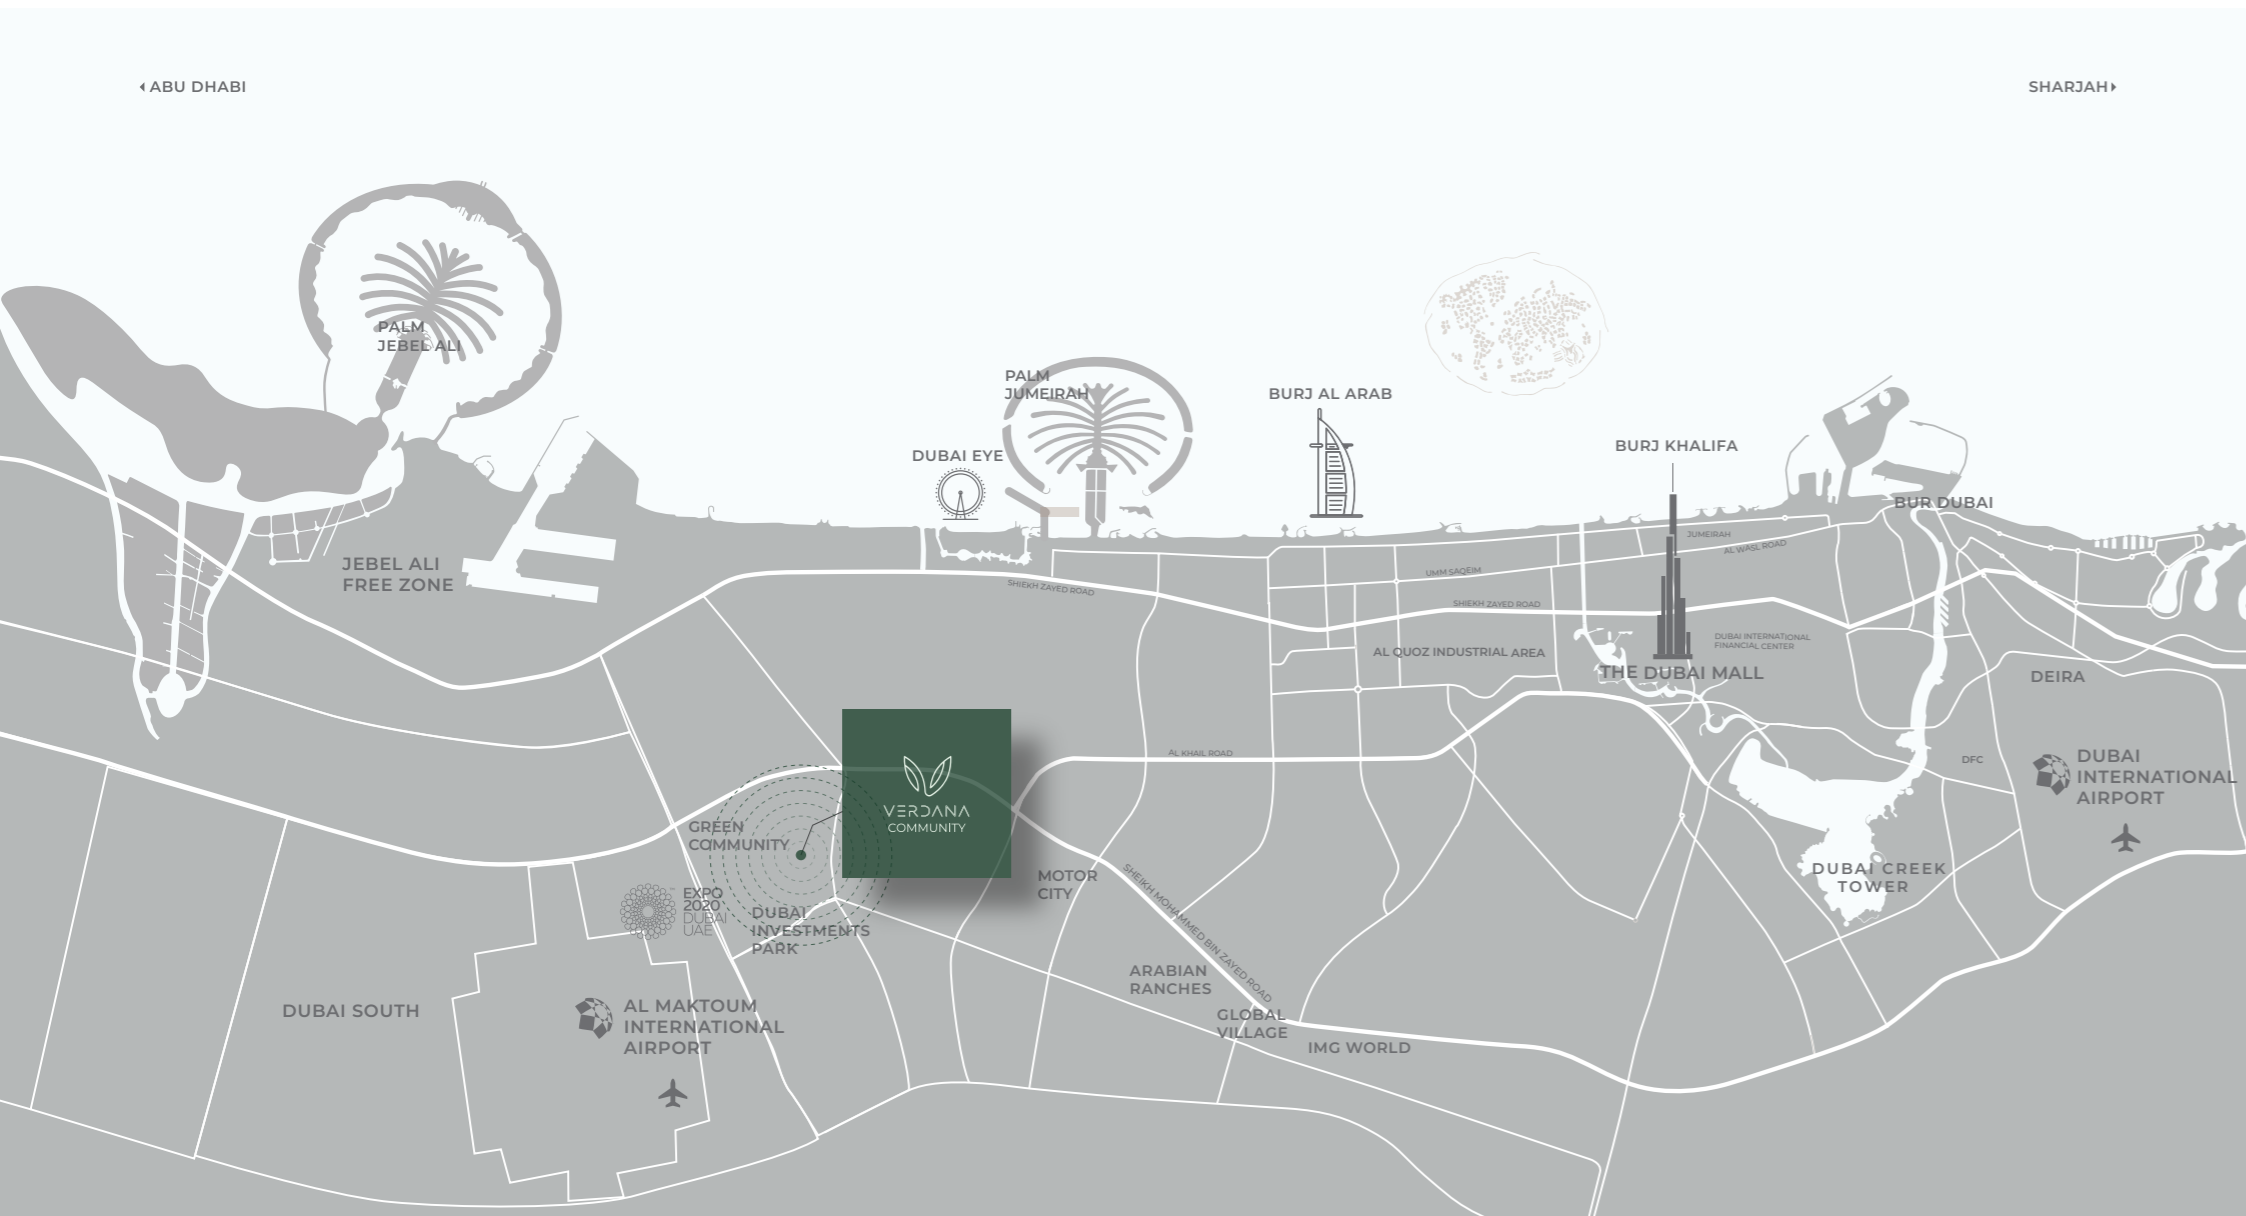 ABU DHABI
SHARJAH
PALM
JEBEL ALI
PALM
JUMEIRAH
BURJ AL ARAB
DUBAI EYE
BURJ KHALIFA
BUR DUBAI
JUMEIRAH
AL WASL ROAD
JEBEL ALI
FREE ZONE
SHIEKH ZAYED ROAD
UMM SAQEIM
SHIEKH ZAYED ROAD
DUBAI INTERNATIONAL
FINANCIAL CENTER
AL QUOZ INDUSTRIAL AREA
THE DUBAI MALL
DEIRA
AL KHAIL ROAD
DFC
DUBAI
INTERNATIONAL
AIRPORT
VERDANA
COMMUNITY
GREEN
COMMUNITY
MOTOR
CITY
SHEIKH MOHAMMED BIN ZAYED ROAD
DUBAI CREEK
TOWER
EXPO
2020
DUBAI
UAE
DUBAI
INVESTMENTS
PARK
ARABIAN
RANCHES
DUBAI SOUTH
AL MAKTOUM
INTERNATIONAL
AIRPORT
GLOBAL
VILLAGE
IMG WORLD